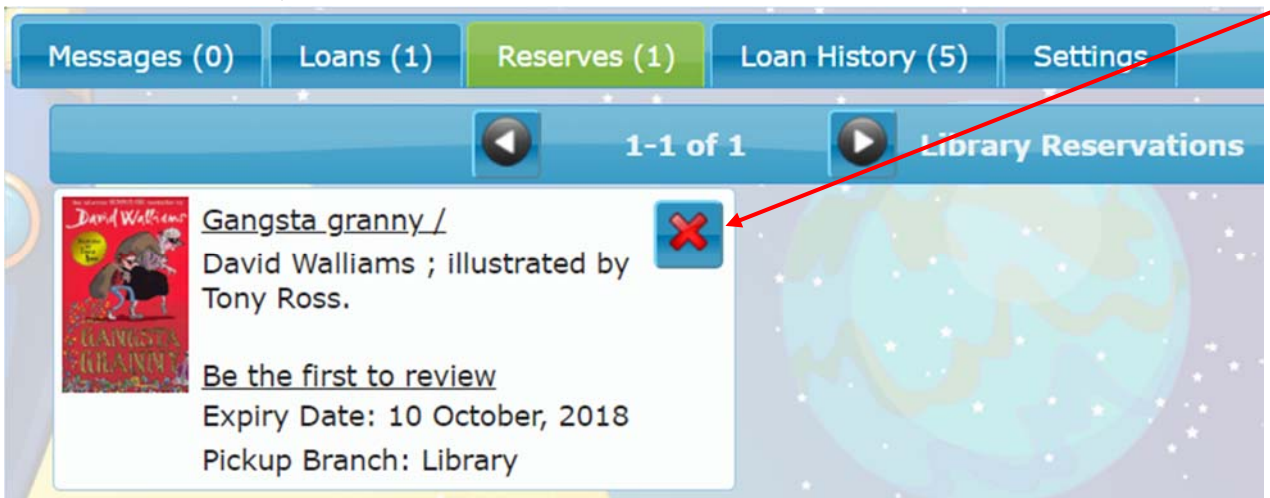 Messages (0) Loans (1) Reserves (1) Loan History (5) Settings
1-1 of 1 Library Reservations
David Walliams
GANGSTA
GRANNY
Gangsta granny /
David Walliams ; illustrated by
Tony Ross.
Be the first to review
Expiry Date: 10 October, 2018
Pickup Branch: Library